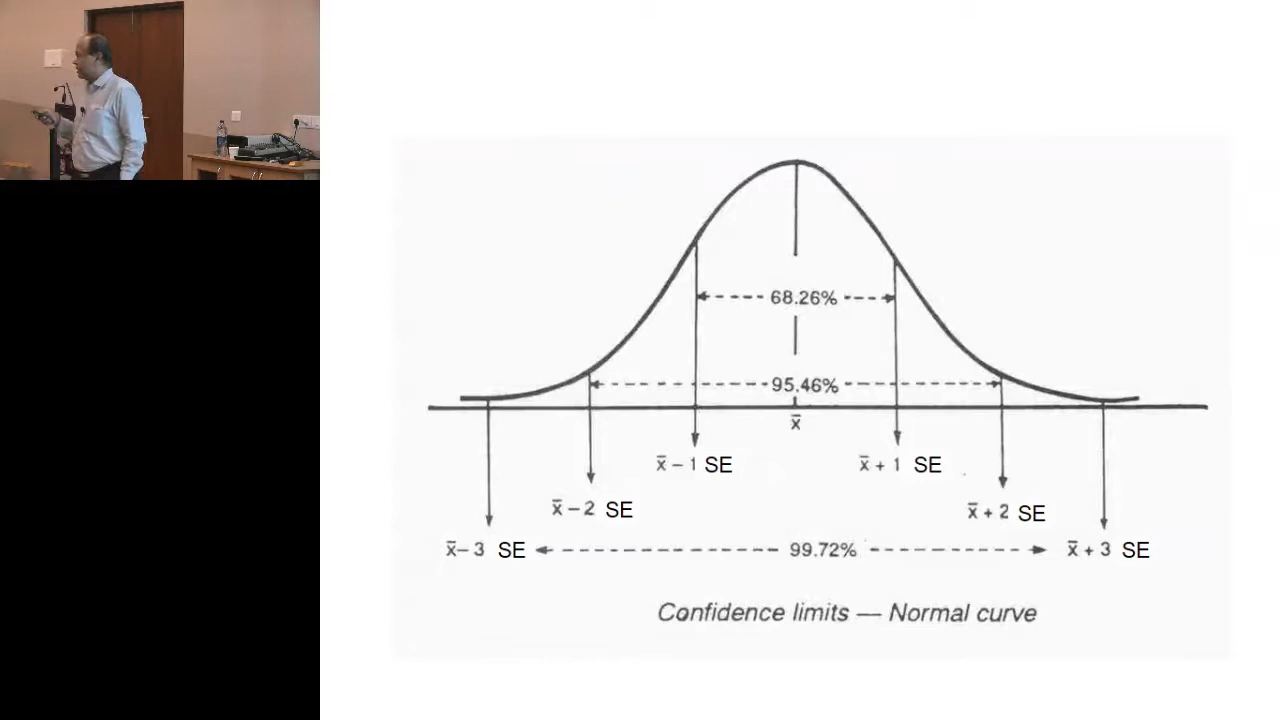 68.26%
95.46%
x̄
x̄ – 1 SE
x̄ + 1 SE
x̄ – 2 SE
x̄ + 2 SE
x̄ – 3 SE
99.72%
x̄ + 3 SE
Confidence limits — Normal curve